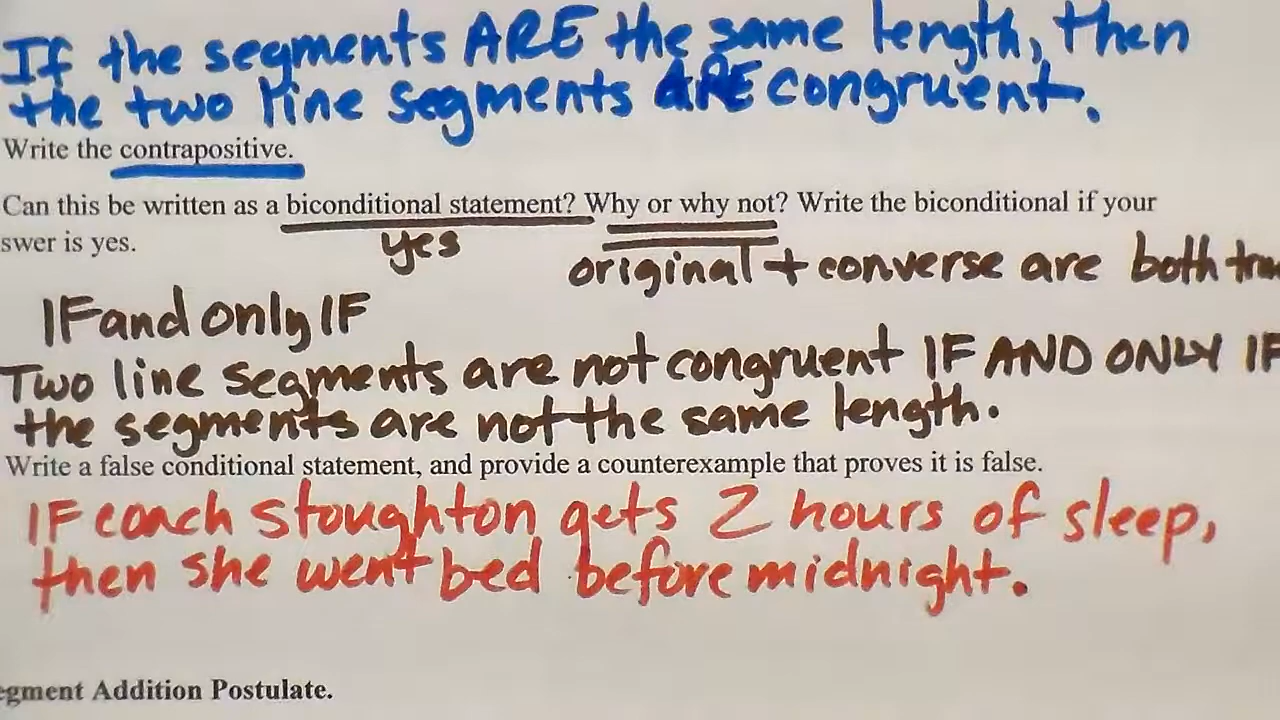 If the segments ARE the same length, then
the two line segments ARE congruent.
Write the contrapositive.
Can this be written as a biconditional statement? Why or why not? Write the biconditional if your
swer is yes.
yes
original + converse are both tru
IF and only IF
Two line segments are not congruent IF AND ONLY IF
the segments are not the same length.
Write a false conditional statement, and provide a counterexample that proves it is false.
IF coach stoughton gets 2 hours of sleep,
then she went bed before midnight.
egment Addition Postulate.